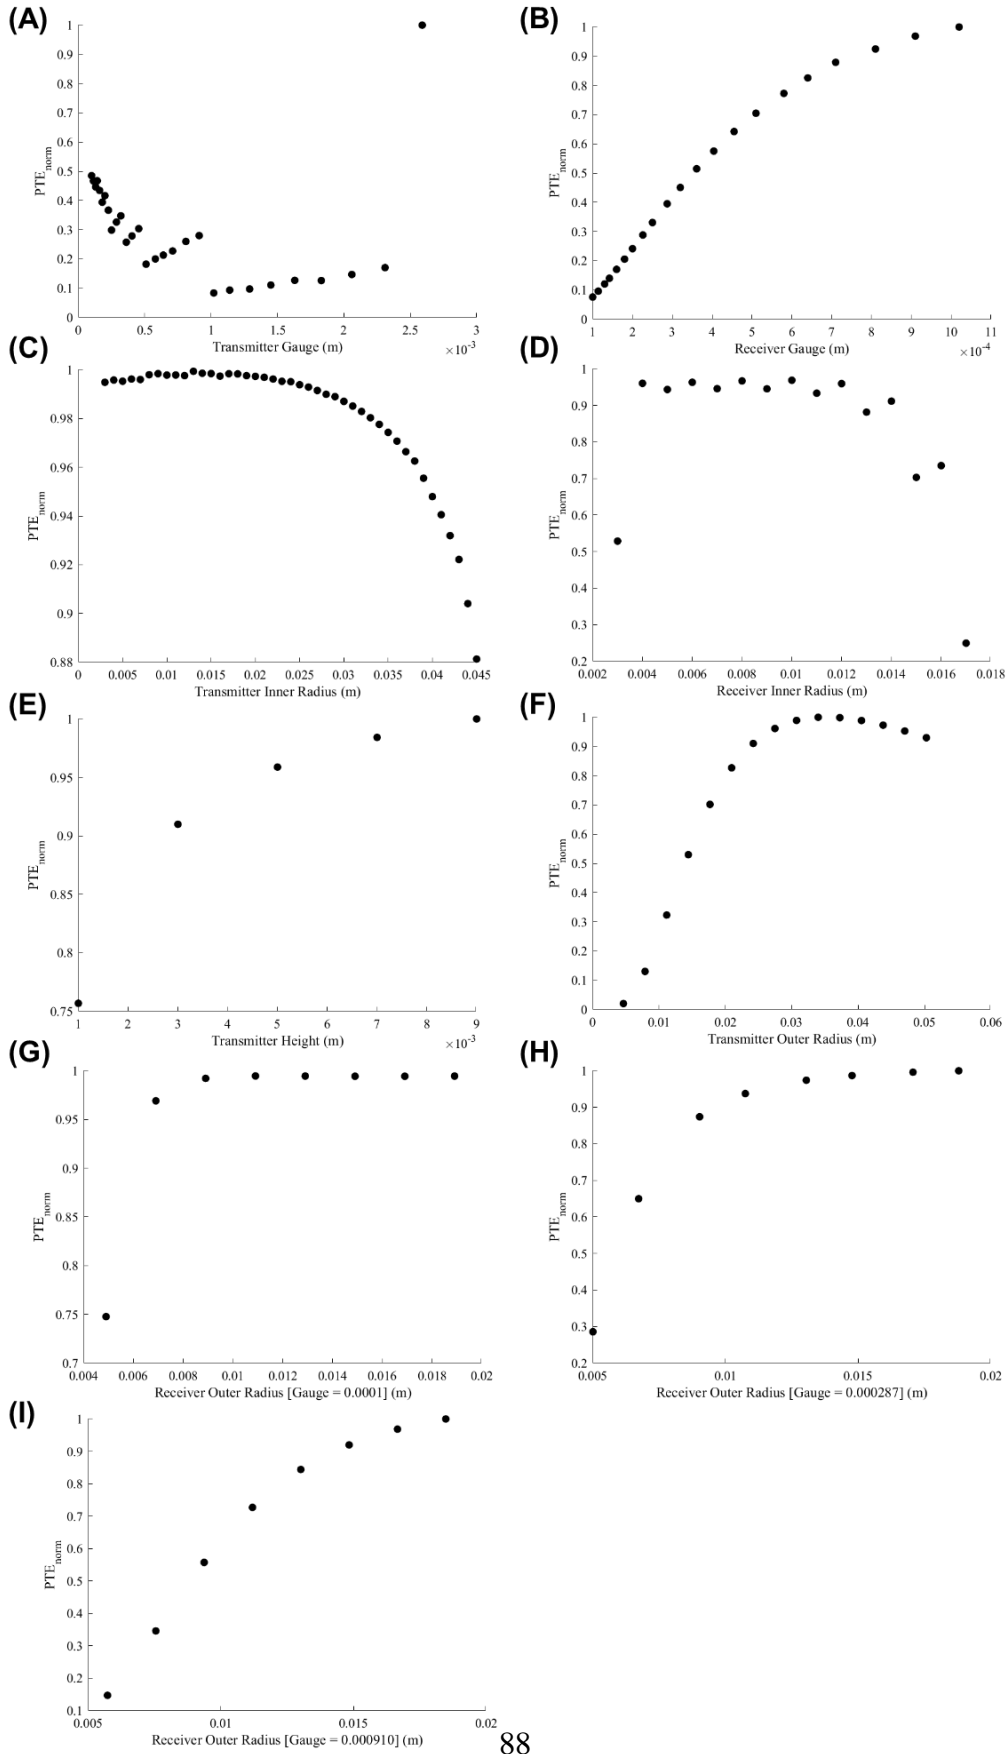 (A)
1
0.9
0.8
0.7
0.6
0.5
0.4
0.3
0.2
0.1
0
PTEnorm
0 0.5 1 1.5 2 2.5 3
Transmitter Gauge (m) ×10-3
(B)
1
0.9
0.8
0.7
0.6
0.5
0.4
0.3
0.2
0.1
0
PTEnorm
1 2 3 4 5 6 7 8 9 10 11
Receiver Gauge (m) ×10-4
(C)
1
0.98
0.96
0.94
0.92
0.9
0.88
PTEnorm
0 0.005 0.01 0.015 0.02 0.025 0.03 0.035 0.04 0.045
Transmitter Inner Radius (m)
(D)
1
0.9
0.8
0.7
0.6
0.5
0.4
0.3
0.2
PTEnorm
0.002 0.004 0.006 0.008 0.01 0.012 0.014 0.016 0.018
Receiver Inner Radius (m)
(E)
1
0.95
0.9
0.85
0.8
0.75
PTEnorm
1 2 3 4 5 6 7 8 9
Transmitter Height (m) ×10-3
(F)
1
0.9
0.8
0.7
0.6
0.5
0.4
0.3
0.2
0.1
0
PTEnorm
0 0.01 0.02 0.03 0.04 0.05 0.06
Transmitter Outer Radius (m)
(G)
1
0.95
0.9
0.85
0.8
0.75
0.7
PTEnorm
0.004 0.006 0.008 0.01 0.012 0.014 0.016 0.018 0.02
Receiver Outer Radius [Gauge = 0.0001] (m)
(H)
1
0.9
0.8
0.7
0.6
0.5
0.4
0.3
0.2
PTEnorm
0.005 0.01 0.015 0.02
Receiver Outer Radius [Gauge = 0.000287] (m)
(I)
1
0.9
0.8
0.7
0.6
0.5
0.4
0.3
0.2
0.1
PTEnorm
0.005 0.01 0.015 0.02
Receiver Outer Radius [Gauge = 0.000910] (m)
88